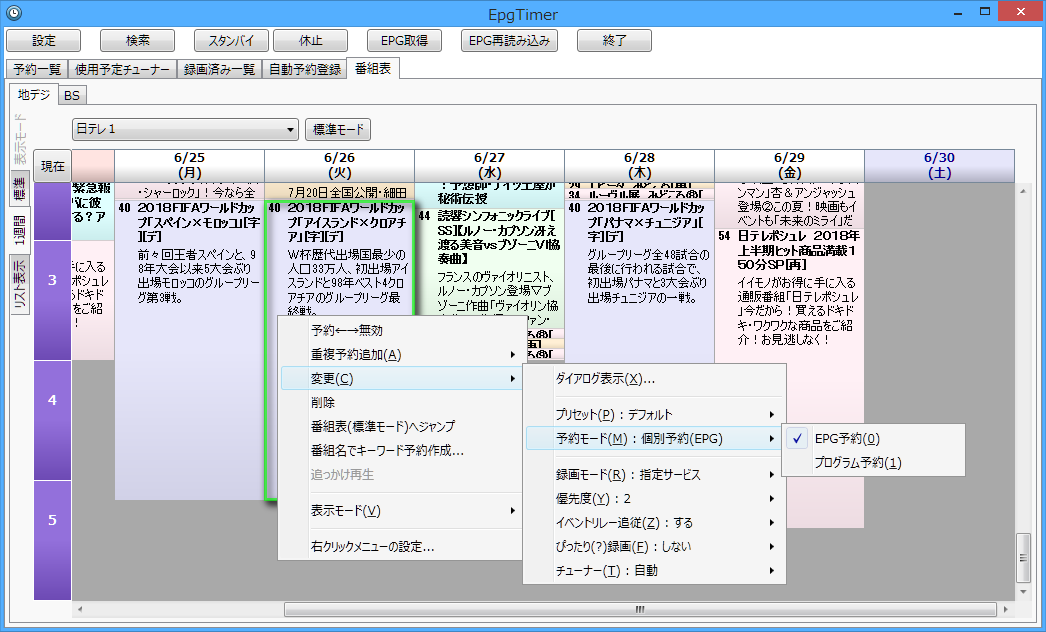 EpgTimer
設定
検索
スタンバイ
休止
EPG取得
EPG再読み込み
終了
予約一覧
使用予定チューナー
録画済み一覧
自動予約登録
番組表
地デジ
BS
表示モード
標準
1週間
リスト表示
日テレ1
標準モード
現在
6/25
(月)
6/26
(火)
6/27
(水)
6/28
(木)
6/29
(金)
6/30
(土)
3
4
5
緊急報
る？ア
に入る
ポシュレ
るドキド
をご紹
！
・シャーロック」！今なら全
40 2018FIFAワールドカッ
プ「スペイン×モロッコ」[字
][デ]
前々回王者スペインと、9
8年大会以来5大会ぶり
出場モロッコのグループリー
グ第3戦。
7月20日全国公開・細田
40 2018FIFAワールドカッ
プ「アイスランド×クロアチ
ア」[字][デ]
W杯歴代出場国最少の
人口33万人、初出場アイ
スランドと98年ベスト4クロ
アチアのグループリーグ最
終戦。
秘術伝授
44 読響シンフォニックライブ[
SS]【ルノー・カプソン冴え
渡る美音vsブゾーニVI協
奏曲】
フランスのヴァイオリニスト、
ルノー・カプソン登場▽ブ
ゾーニ作曲「ヴァイオリン協
40 2018FIFAワールドカッ
プ「パナマ×チュニジア」[字
][デ]
グループリーグ全48試合の
最後に行われる試合で、
初出場パナマと3大会ぶり
出場チュニジアの一戦。
ンマン」杏＆アンジャッシュ
登場②この夏！映画もイ
ベントも「未来のミライ」だ
54 日テレポシュレ 2018年
上半期ヒット商品満載1
50分SP[再]
イイモノがお得に手に入る
通販番組「日テレポシュレ
」今だから！買えるドキド
キ・ワクワクな商品をご紹
介！お見逃しなく！
予約←→無効
重複予約追加(A)
変更(C)
削除
番組表(標準モード)へジャンプ
番組名でキーワード予約作成...
追っかけ再生
表示モード(V)
右クリックメニューの設定...
ダイアログ表示(X)...
プリセット(P) : デフォルト
予約モード(M) : 個別予約(EPG)
録画モード(R) : 指定サービス
優先度(Y) : 2
イベントリレー追従(Z) : する
ぴったり(?)録画(F) : しない
チューナー(T) : 自動
EPG予約(0)
プログラム予約(1)